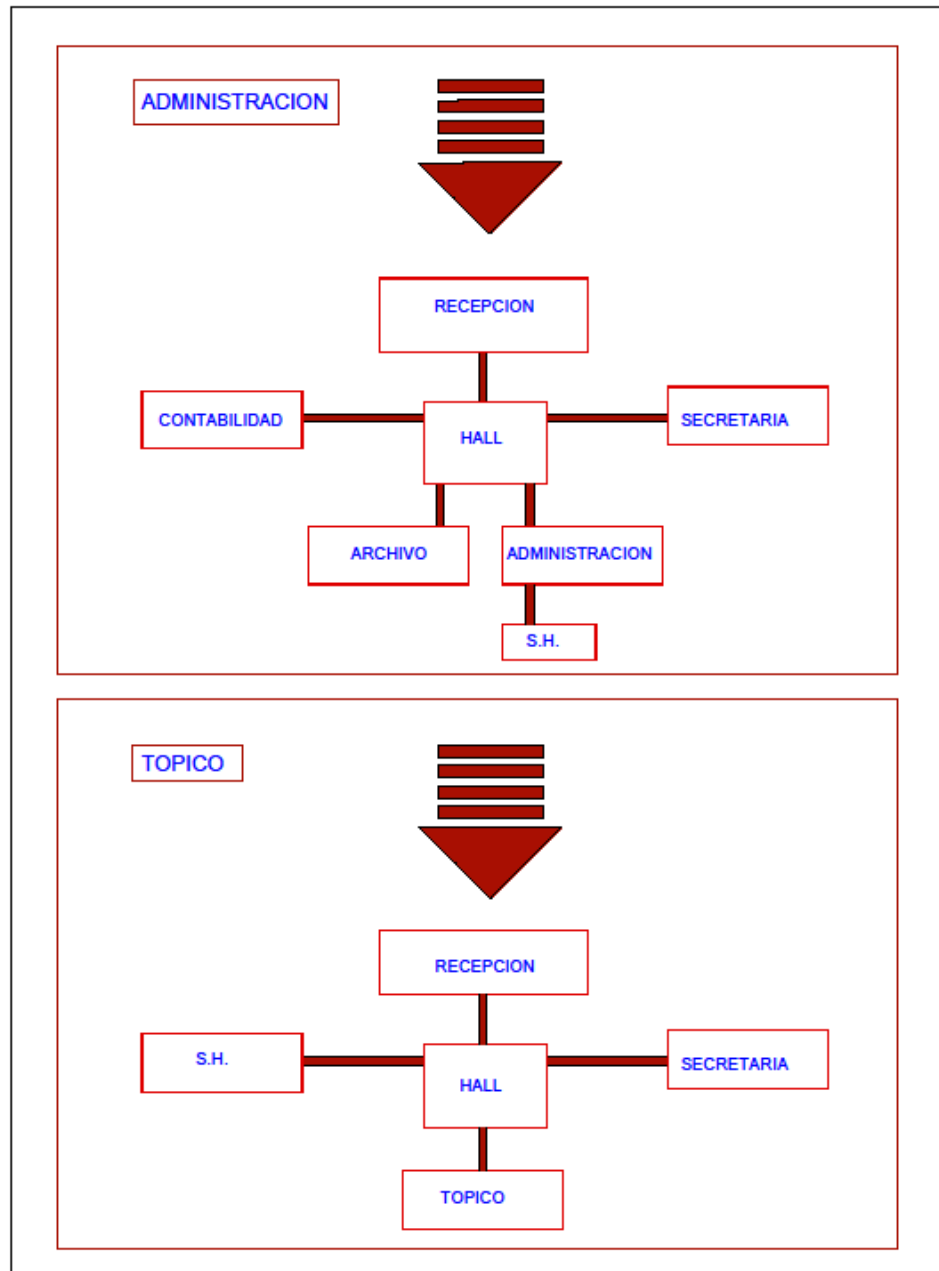 ADMINISTRACION
RECEPCION
CONTABILIDAD
HALL
SECRETARIA
ARCHIVO
ADMINISTRACION
S.H.
TOPICO
RECEPCION
S.H.
HALL
SECRETARIA
TOPICO